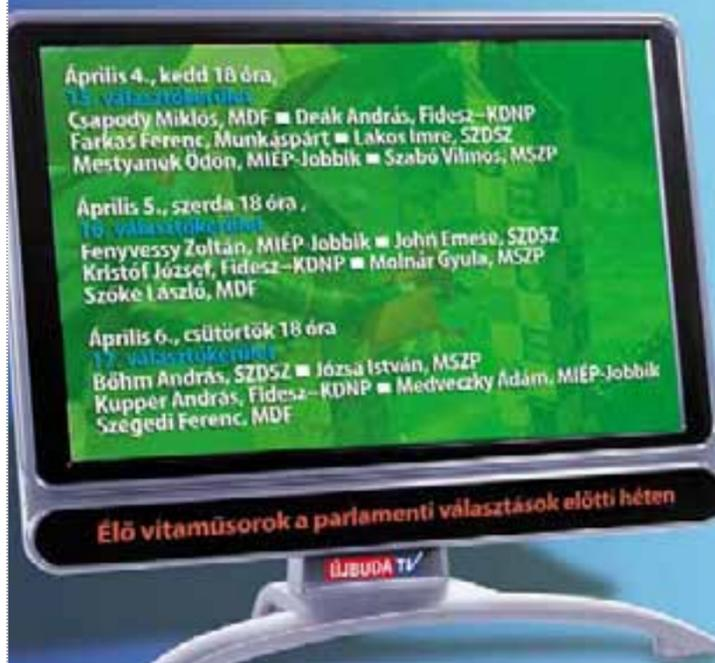 Április 4., kedd 18 óra,
15. választókerület
Csapody Miklós, MDF ■ Deák András, Fidesz–KDNP
Farkas Ferenc, Munkáspárt ■ Lakos Imre, SZDSZ
Mestyanek Ödön, MIÉP-Jobbik ■ Szabó Vilmos, MSZP
Április 5., szerda 18 óra,
16. választókerület
Fenyvessy Zoltán, MIÉP-Jobbik ■ John Emese, SZDSZ
Kristóf József, Fidesz–KDNP ■ Molnár Gyula, MSZP
Szőke László, MDF
Április 6., csütörtök 18 óra
17. választókerület
Bőhm András, SZDSZ ■ Józsa István, MSZP
Kupper András, Fidesz–KDNP ■ Medveczky Ádám, MIÉP-Jobbik
Szegedi Ferenc, MDF
Élő vitaműsorok a parlamenti választások előtti héten
ÚJBUDA TV